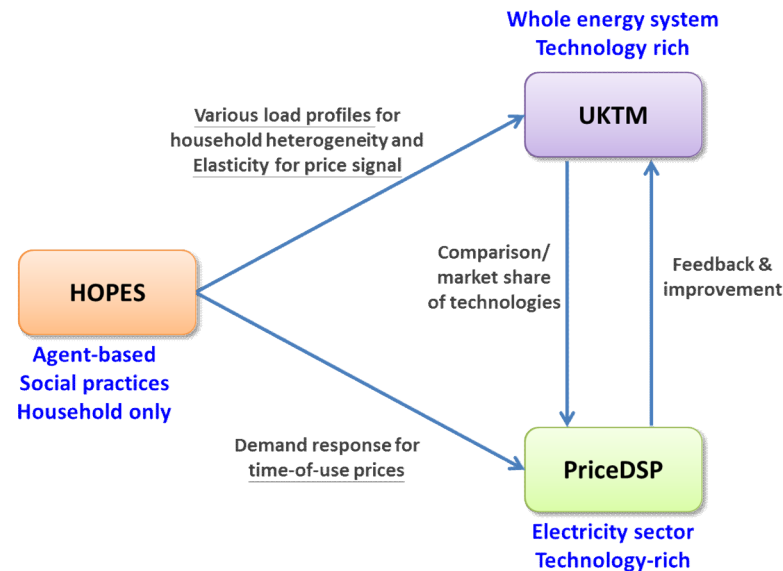 Whole energy system
Technology rich
UKTM
Various load profiles for
household heterogeneity and
Elasticity for price signal
Comparison/
market share
of technologies
Feedback &
improvement
HOPES
Agent-based
Social practices
Household only
Demand response for
time-of-use prices
PriceDSP
Electricity sector
Technology-rich